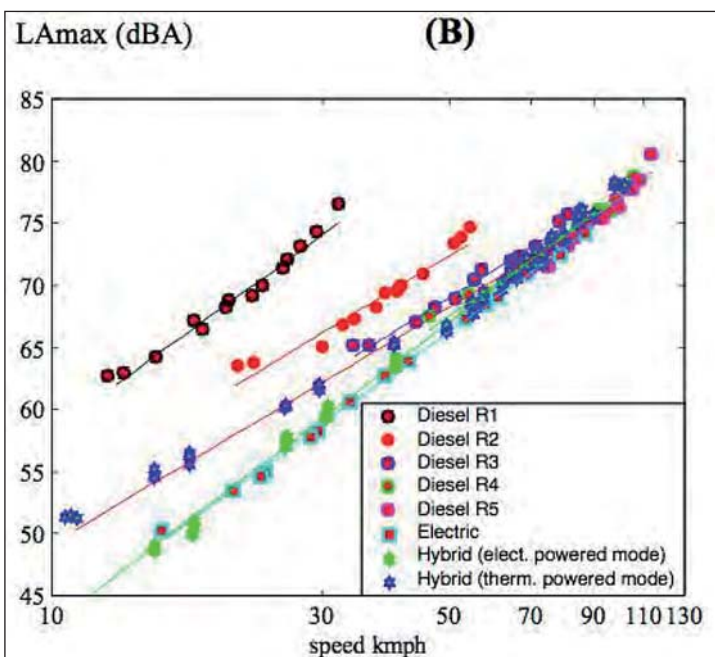 LAmax (dBA)
(B)
85
80
75
70
65
60
55
50
45
Diesel R1
Diesel R2
Diesel R3
Diesel R4
Diesel R5
Electric
Hybrid (elect. powered mode)
Hybrid (therm. powered mode)
10 30 50 70 90 110 130
speed kmph